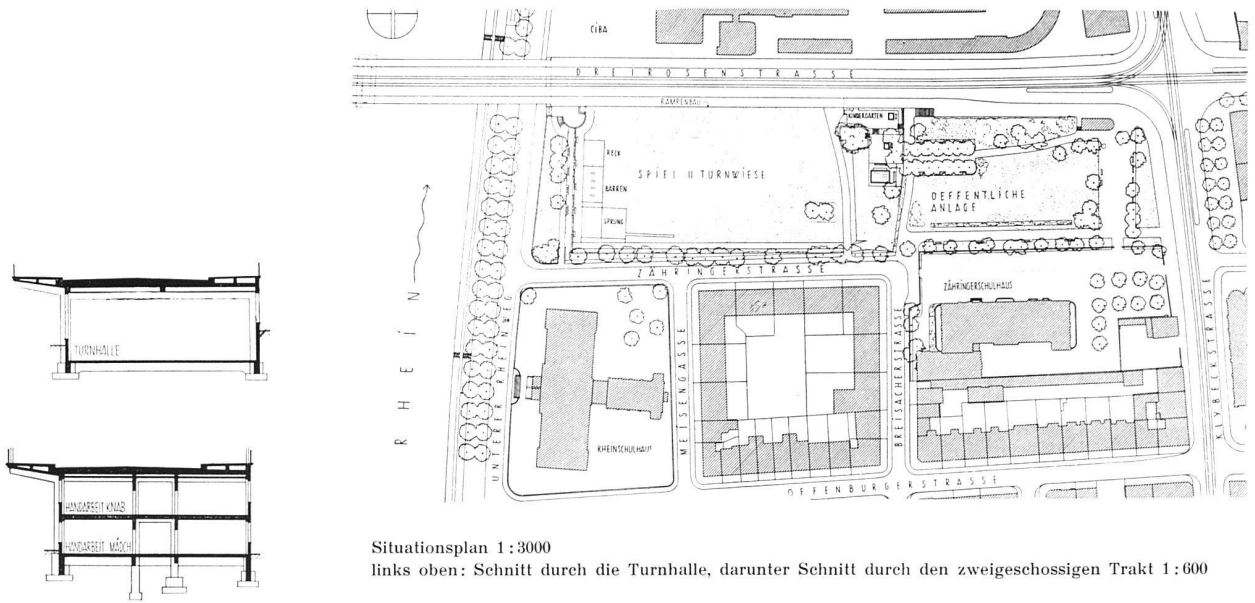 CIBA
DREIROSENSTRASSE
RAMPENBAU
KINDERGARTEN
RECK
SPIEL U TURNWIESE
BARREN
OEFFENTLICHE
ANLAGE
SPRUNG
ZÄHRINGERSTRASSE
RHEIN
UNTERER RHEINWEG
MEISENGASSE
BREISACHERSTRASSE
ZÄHRINGERSCHULHAUS
KLYBECKSTRASSE
RHEINSCHULHAUS
OFFENBURGERSTRASSE
TURNHALLE
HANDARBEIT KNAB
HANDARBEIT MÄDCH
Situationsplan 1:3000
links oben: Schnitt durch die Turnhalle, darunter Schnitt durch den zweigeschossigen Trakt 1:600